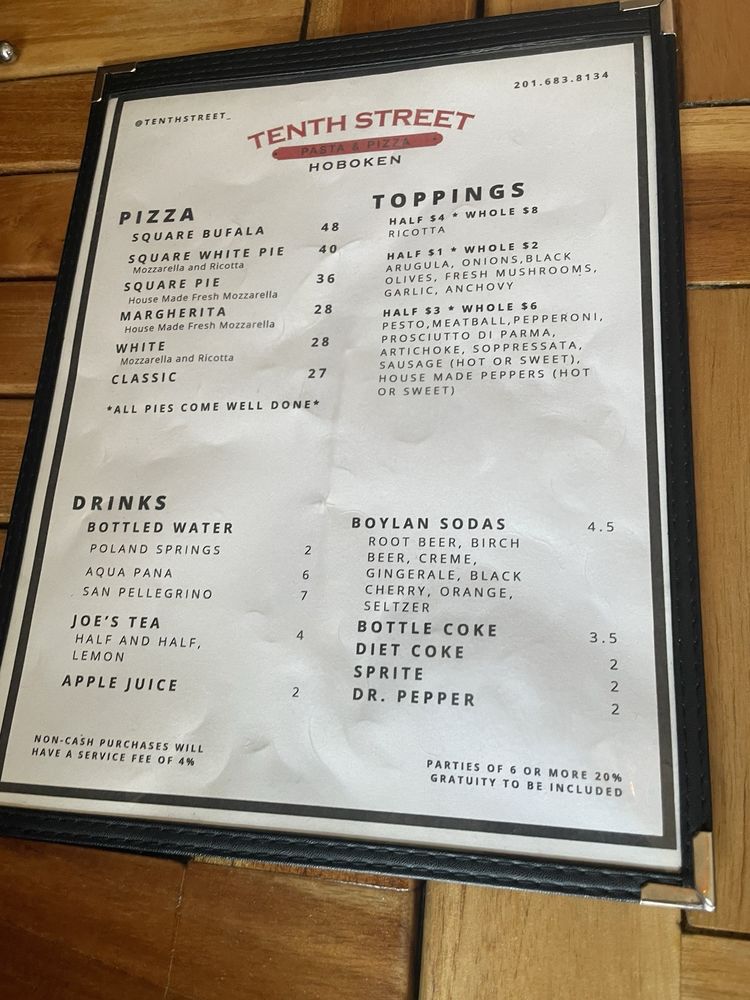 @TENTHSTREET_
201.683.8134
TENTH STREET
PASTA & PIZZA
HOBOKEN
PIZZA
SQUARE BUFALA 48
SQUARE WHITE PIE 40
Mozzarella and Ricotta
SQUARE PIE 36
House Made Fresh Mozzarella
MARGHERITA 28
House Made Fresh Mozzarella
WHITE 28
Mozzarella and Ricotta
CLASSIC 27
*ALL PIES COME WELL DONE*
TOPPINGS
HALF $4 * WHOLE $8
RICOTTA
HALF $1 * WHOLE $2
ARUGULA, ONIONS,BLACK
OLIVES, FRESH MUSHROOMS,
GARLIC, ANCHOVY
HALF $3 * WHOLE $6
PESTO,MEATBALL,PEPPERONI,
PROSCIUTTO DI PARMA,
ARTICHOKE, SOPPRESSATA,
SAUSAGE (HOT OR SWEET),
HOUSE MADE PEPPERS (HOT
OR SWEET)
DRINKS
BOTTLED WATER
POLAND SPRINGS 2
AQUA PANA 6
SAN PELLEGRINO 7
JOE'S TEA 4
HALF AND HALF,
LEMON
APPLE JUICE 2
BOYLAN SODAS 4.5
ROOT BEER, BIRCH
BEER, CREME,
GINGERALE, BLACK
CHERRY, ORANGE,
SELTZER
BOTTLE COKE 3.5
DIET COKE 2
SPRITE 2
DR. PEPPER 2
NON-CASH PURCHASES WILL
HAVE A SERVICE FEE OF 4%
PARTIES OF 6 OR MORE 20%
GRATUITY TO BE INCLUDED